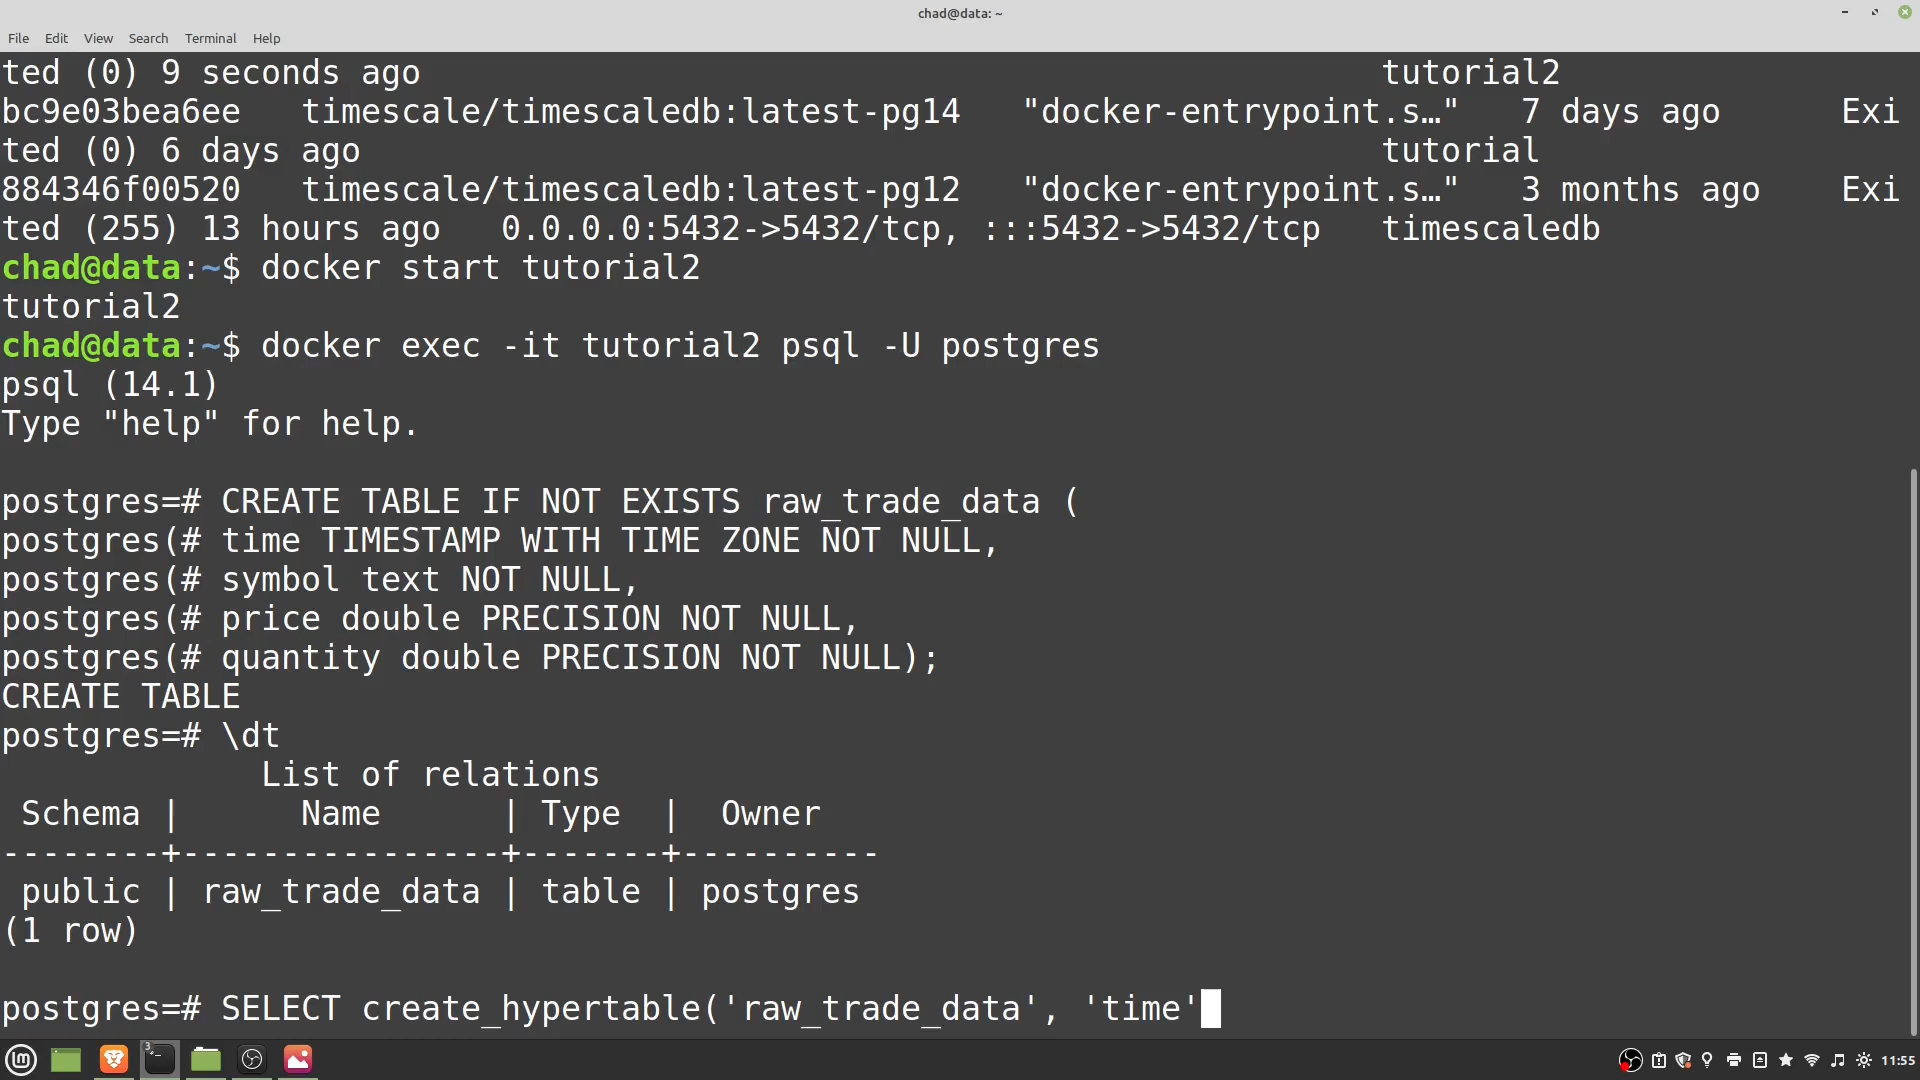 chad@data: ~
File Edit View Search Terminal Help
ted (0) 9 seconds ago tutorial2
bc9e03bea6ee timescale/timescaledb:latest-pg14 "docker-entrypoint.s…" 7 days ago Exi
ted (0) 6 days ago tutorial
884346f00520 timescale/timescaledb:latest-pg12 "docker-entrypoint.s…" 3 months ago Exi
ted (255) 13 hours ago 0.0.0.0:5432->5432/tcp, :::5432->5432/tcp timescaledb
chad@data:~$ docker start tutorial2
tutorial2
chad@data:~$ docker exec -it tutorial2 psql -U postgres
psql (14.1)
Type "help" for help.
postgres=# CREATE TABLE IF NOT EXISTS raw_trade_data (
postgres(# time TIMESTAMP WITH TIME ZONE NOT NULL,
postgres(# symbol text NOT NULL,
postgres(# price double PRECISION NOT NULL,
postgres(# quantity double PRECISION NOT NULL);
CREATE TABLE
postgres=# \dt
List of relations
Schema | Name | Type | Owner
--------+----------------+-------+----------
public | raw_trade_data | table | postgres
(1 row)
postgres=# SELECT create_hypertable('raw_trade_data', 'time'
3
11:55